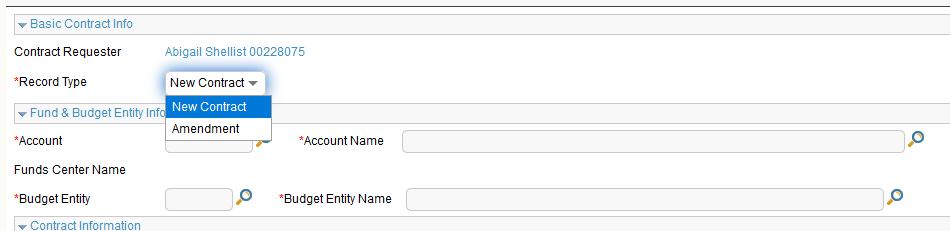 Basic Contract Info
Contract Requester Abigail Shellist 00228075
*Record Type New Contract
New Contract
Fund & Budget Entity Info
Amendment
*Account *Account Name
Funds Center Name
*Budget Entity *Budget Entity Name
Contract Information